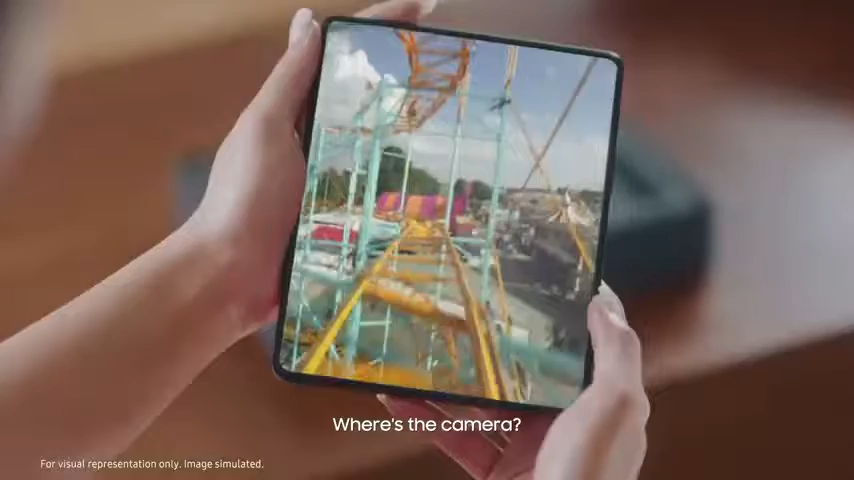 Where's the camera?
For visual representation only. Image simulated.